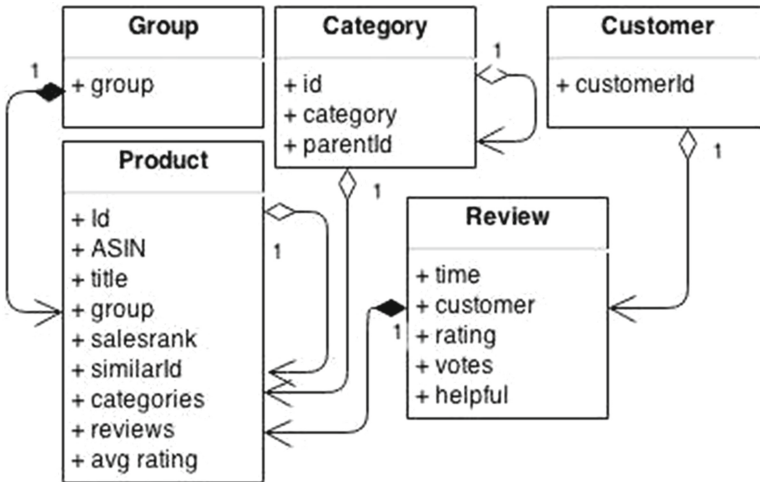 Group
1
+ group
Category
1
+ id
+ category
+ parentId
1
Customer
+ customerId
1
Product
+ Id
+ ASIN
+ title
+ group
+ salesrank
+ similarId
+ categories
+ reviews
+ avg rating
1
Review
+ time
+ customer
+ rating
+ votes
+ helpful
1